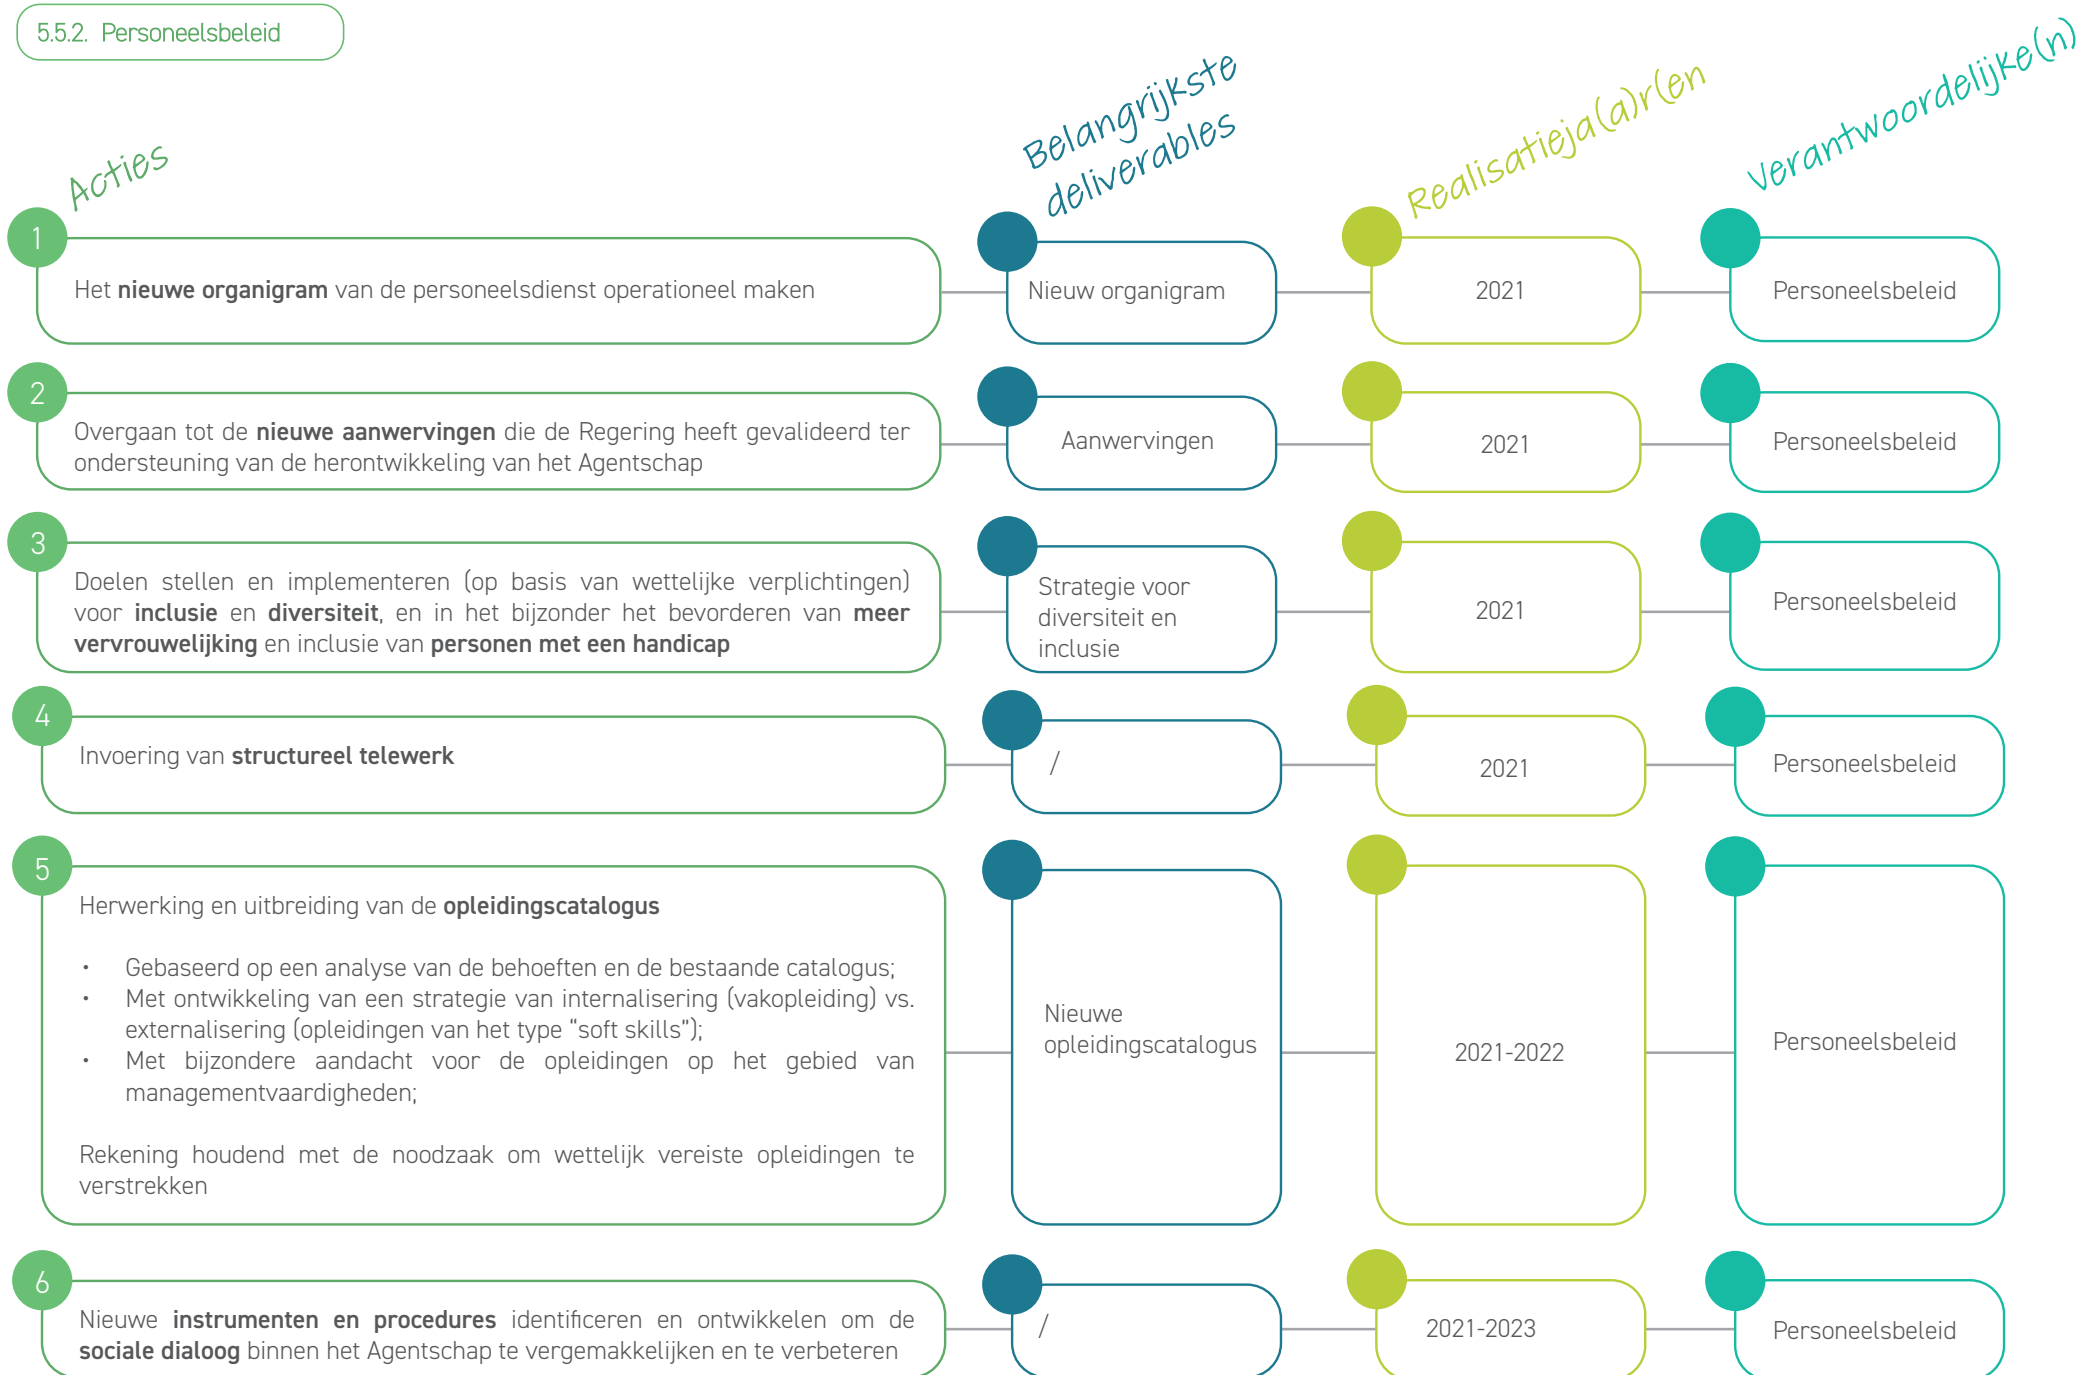 5.5.2. Personeelsbeleid
Acties
Belangrijkste
deliverables
Realisatieja(a)r(en
Verantwoordelijke(n)
1
Het nieuwe organigram van de personeelsdienst operationeel maken
Nieuw organigram
2021
Personeelsbeleid
2
Overgaan tot de nieuwe aanwervingen die de Regering heeft gevalideerd ter
ondersteuning van de herontwikkeling van het Agentschap
Aanwervingen
2021
Personeelsbeleid
3
Doelen stellen en implementeren (op basis van wettelijke verplichtingen)
voor inclusie en diversiteit, en in het bijzonder het bevorderen van meer
vervrouwelijking en inclusie van personen met een handicap
Strategie voor
diversiteit en
inclusie
2021
Personeelsbeleid
4
Invoering van structureel telewerk
/
2021
Personeelsbeleid
5
Herwerking en uitbreiding van de opleidingscatalogus
• Gebaseerd op een analyse van de behoeften en de bestaande catalogus;
• Met ontwikkeling van een strategie van internalisering (vakopleiding) vs.
externalisering (opleidingen van het type “soft skills”);
• Met bijzondere aandacht voor de opleidingen op het gebied van
managementvaardigheden;
Rekening houdend met de noodzaak om wettelijk vereiste opleidingen te
verstrekken
Nieuwe
opleidingscatalogus
2021-2022
Personeelsbeleid
6
Nieuwe instrumenten en procedures identificeren en ontwikkelen om de
sociale dialoog binnen het Agentschap te vergemakkelijken en te verbeteren
/
2021-2023
Personeelsbeleid